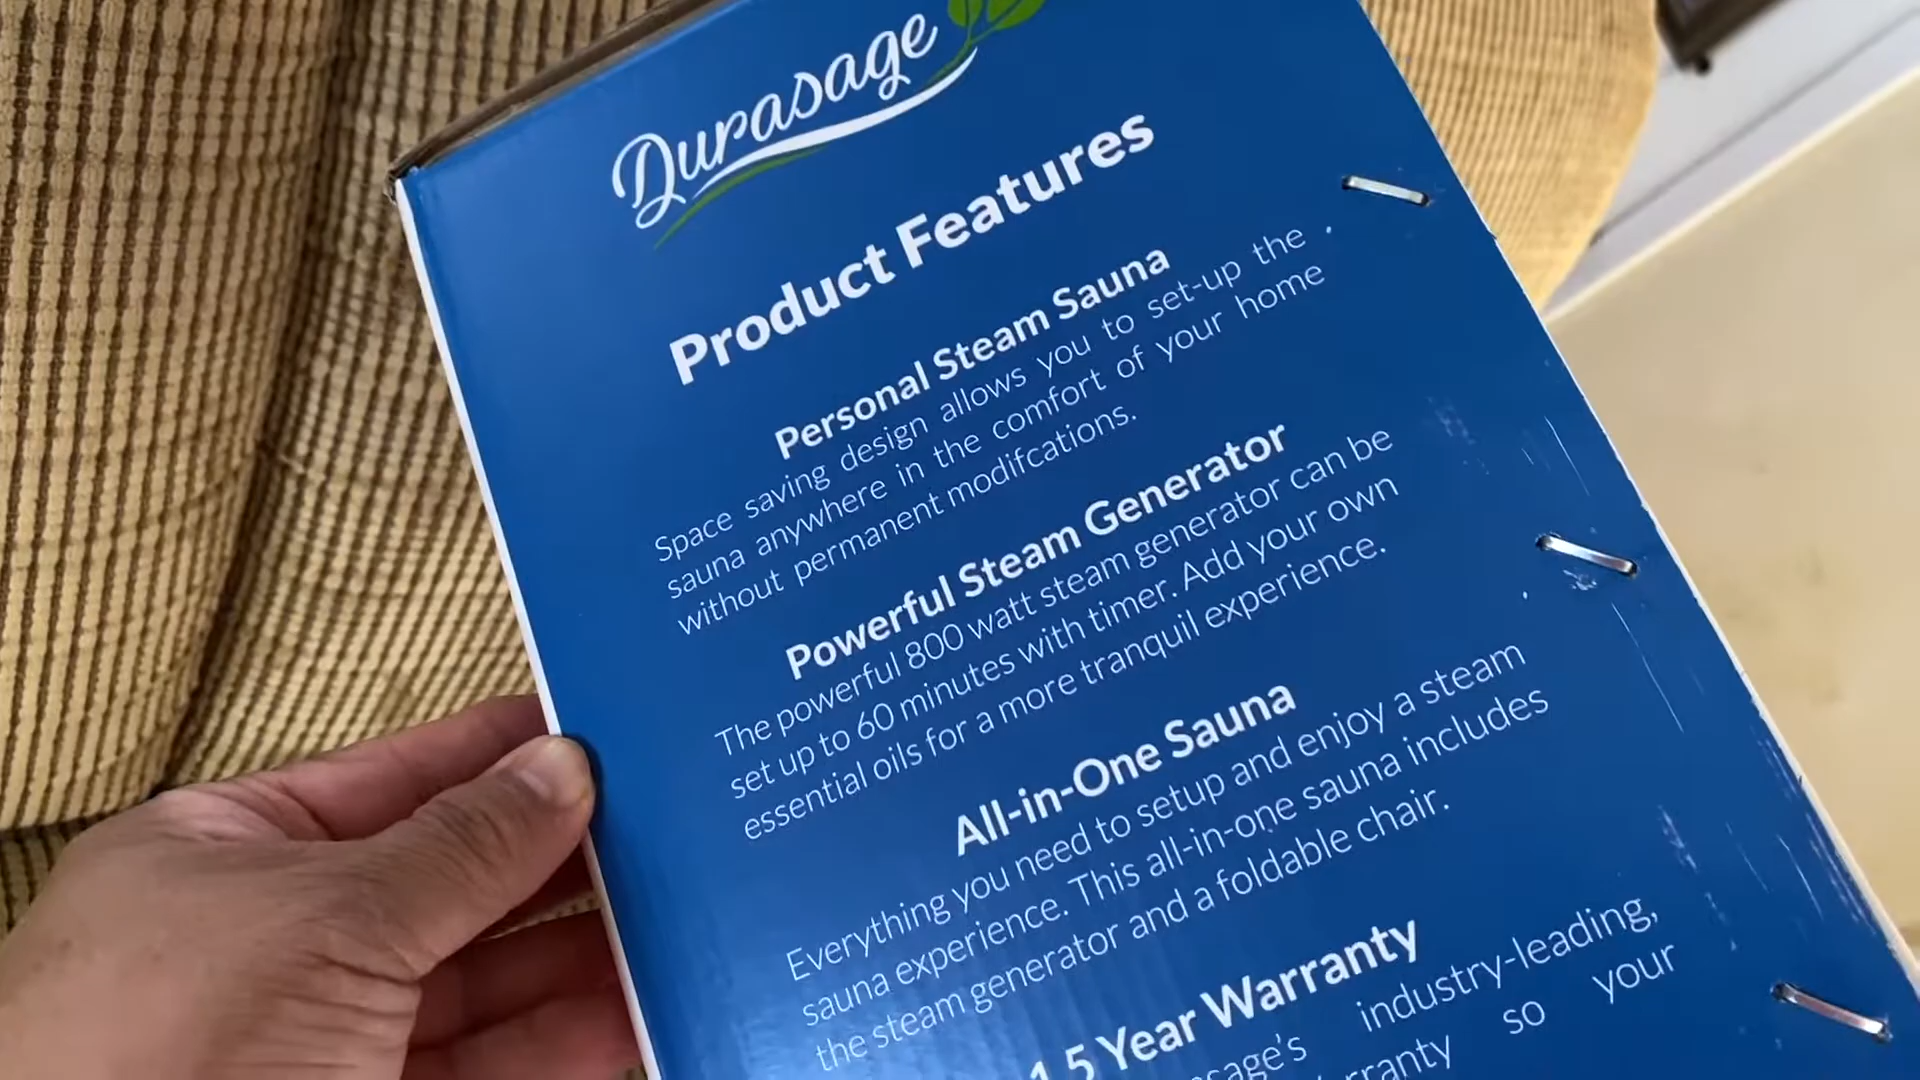 Durasage
Product Features
Personal Steam Sauna
Space saving design allows you to set-up the
sauna anywhere in the comfort of your home
without permanent modifcations.
Powerful Steam Generator
The powerful 800 watt steam generator can be
set up to 60 minutes with timer. Add your own
essential oils for a more tranquil experience.
All-in-One Sauna
Everything you need to setup and enjoy a steam
sauna experience. This all-in-one sauna includes
the steam generator and a foldable chair.
1.5 Year Warranty
industry-leading,
so your